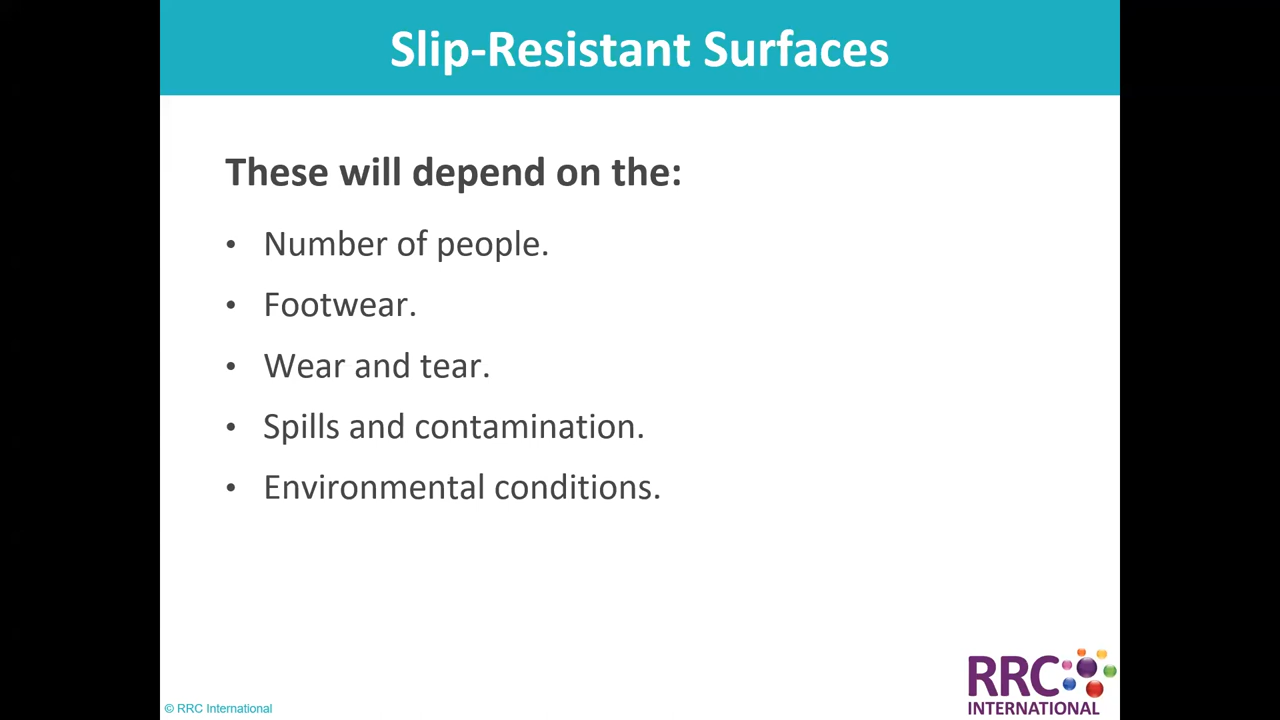 Slip-Resistant Surfaces
These will depend on the:
• Number of people.
• Footwear.
• Wear and tear.
• Spills and contamination.
• Environmental conditions.
© RRC International
RRC
INTERNATIONAL